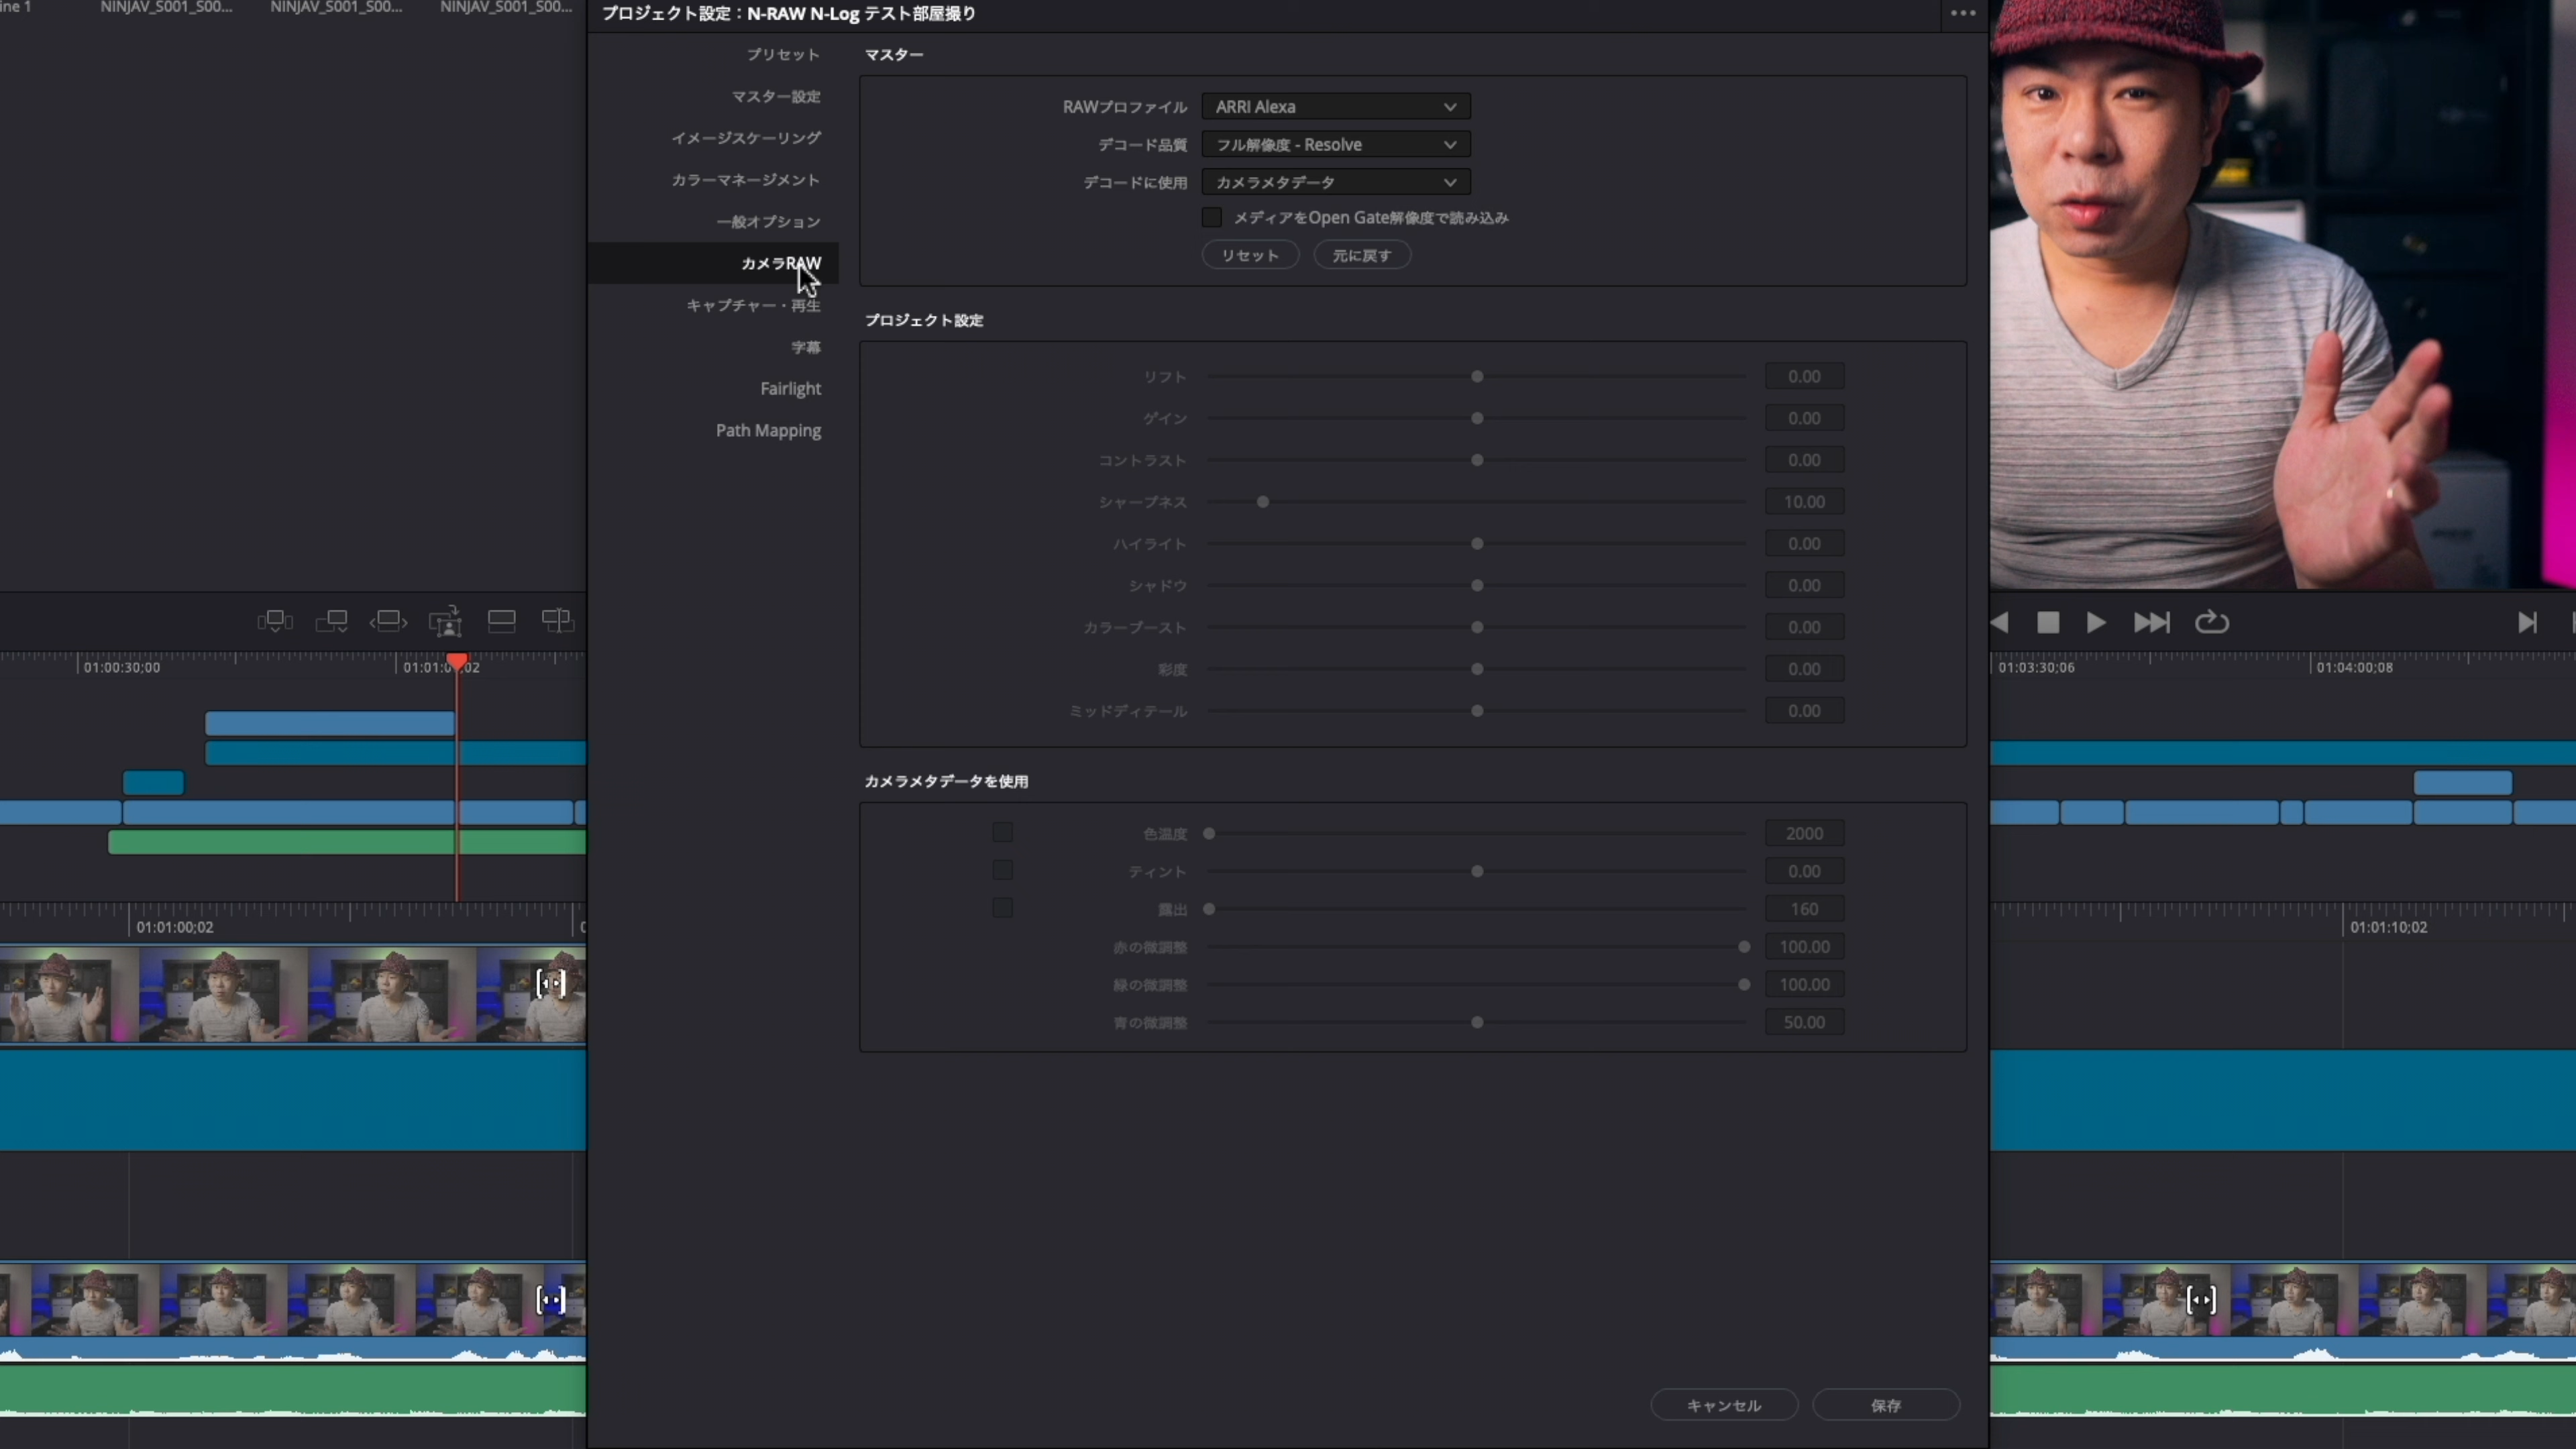 ine 1
NINJAV_S001_S00...
NINJAV_S001_S00...
NINJAV_S001_S00...
プロジェクト設定：N-RAW N-Log テスト部屋撮り
プリセット
マスター設定
イメージスケーリング
カラーマネージメント
一般オプション
カメラRAW
キャプチャー・再生
字幕
Fairlight
Path Mapping
マスター
RAWプロファイル ARRI Alexa
デコード品質 フル解像度 - Resolve
デコードに使用 カメラメタデータ
メディアをOpen Gate解像度で読み込み
リセット 元に戻す
プロジェクト設定
リフト 0.00
ゲイン 0.00
コントラスト 0.00
シャープネス 10.00
ハイライト 0.00
シャドウ 0.00
カラーブースト 0.00
彩度 0.00
ミッドディテール 0.00
カメラメタデータを使用
色温度 2000
ティント 0.00
露出 160
赤の微調整 100.00
緑の微調整 100.00
青の微調整 50.00
キャンセル 保存
01:00:30;00
01:01:0 ;02
01:03:30;06
01:04:00;08
01:01:00;02
01:01:10;02